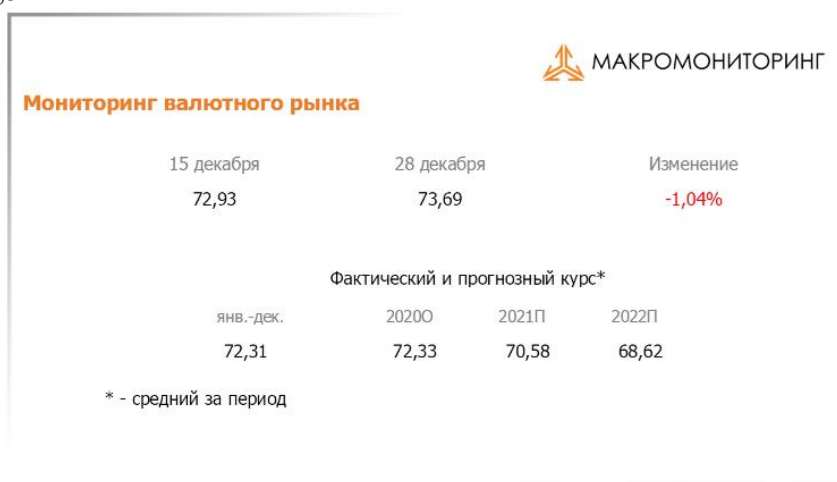 МАКРОМОНИТОРИНГ
Мониторинг валютного рынка
15 декабря 28 декабря Изменение
72,93 73,69 -1,04%
Фактический и прогнозный курс*
янв.-дек. 2020О 2021П 2022П
72,31 72,33 70,58 68,62
* - средний за период